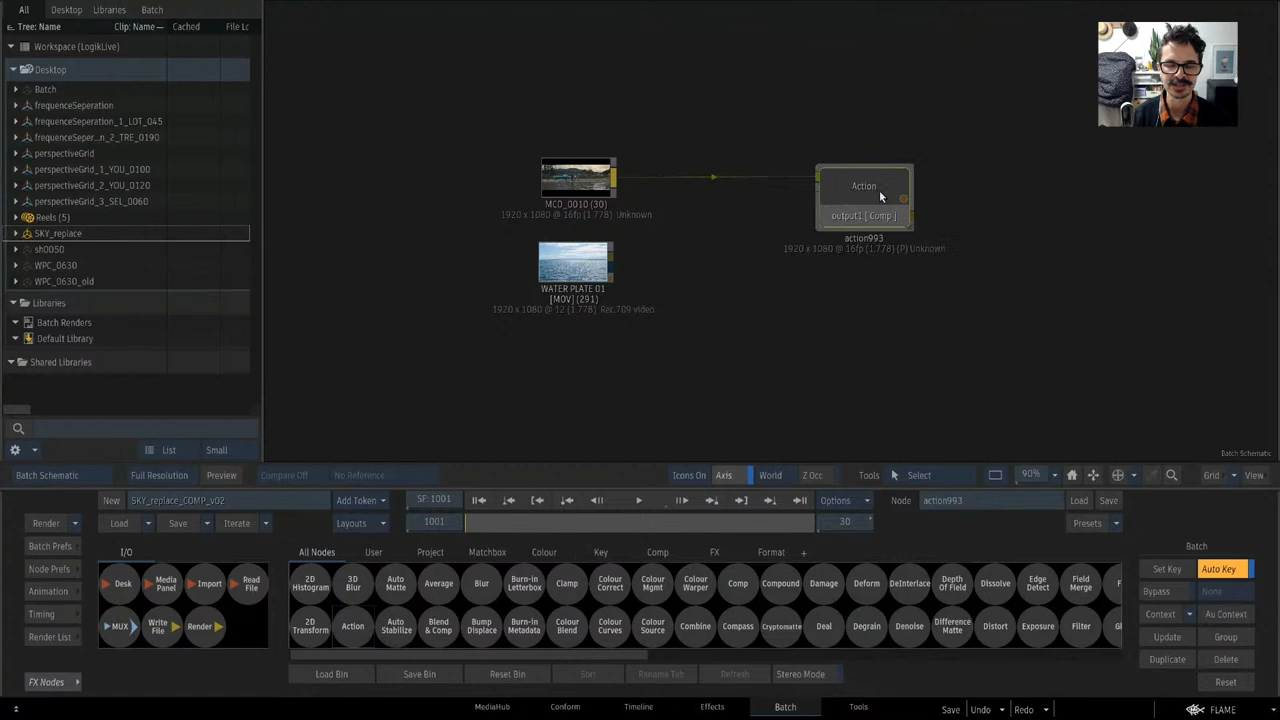 All Desktop Libraries Batch
Tree: Name Clip: Name Cached File Lc
Workspace (LogikLive)
Desktop
Batch
frequenceSeperation
frequenceSeperation_1_LOT_045
frequenceSeper...n_2_TRE_0190
perspectiveGrid
perspectiveGrid_1_YOU_0100
perspectiveGrid_2_YOU_0120
perspectiveGrid_3_SEL_0060
Reels (5)
SKY_replace
sh0050
WPC_0630
WPC_0630_old
Libraries
Batch Renders
Default Library
Shared Libraries
List Small
MCD_0010 (30)
1920 x 1080 @ 16fp (1.778) Unknown
WATER PLATE 01
[MOV] (291)
1920 x 1080 @ 12 (1.778) Rec.709 video
Action
output1 [ Comp ]
action993
1920 x 1080 @ 16fp (1.778) (P) Unknown
Batch Schematic
Batch Schematic Full Resolution Preview Compare Off No Reference Icons On Axis World Z Occ Tools Select 90% Grid View
New SKY_replace_COMP_v02 Add Token SF: 1001 Options Node action993 Load Save
Render Load Save Iterate Layouts 1001 30 Presets
Batch Prefs I/O All Nodes User Project Matchbox Colour Key Comp FX Format + Batch
Node Prefs Desk Media Panel Import Read File 2D Histogram 3D Blur Auto Matte Average Blur Burn-in Letterbox Clamp Colour Correct Colour Mgmt Colour Warper Comp Compound Damage Deform DeInterlace Depth Of Field Dissolve Edge Detect Field Merge F Set Key Auto Key
Animation Bypass None
Timing Context Au Context
Render List MUX Write File Render 2D Transform Action Auto Stabilize Blend & Comp Bump Displace Burn-in Metadata Colour Blend Colour Curves Colour Source Combine Compass Cryptomatte Deal Degrain Denoise Difference Matte Distort Exposure Filter Gl Update Group
Duplicate Delete
FX Nodes Load Bin Save Bin Reset Bin Sort Rename Tab Refresh Stereo Mode Reset
MediaHub Conform Timeline Effects Batch Tools Save Undo Redo FLAME